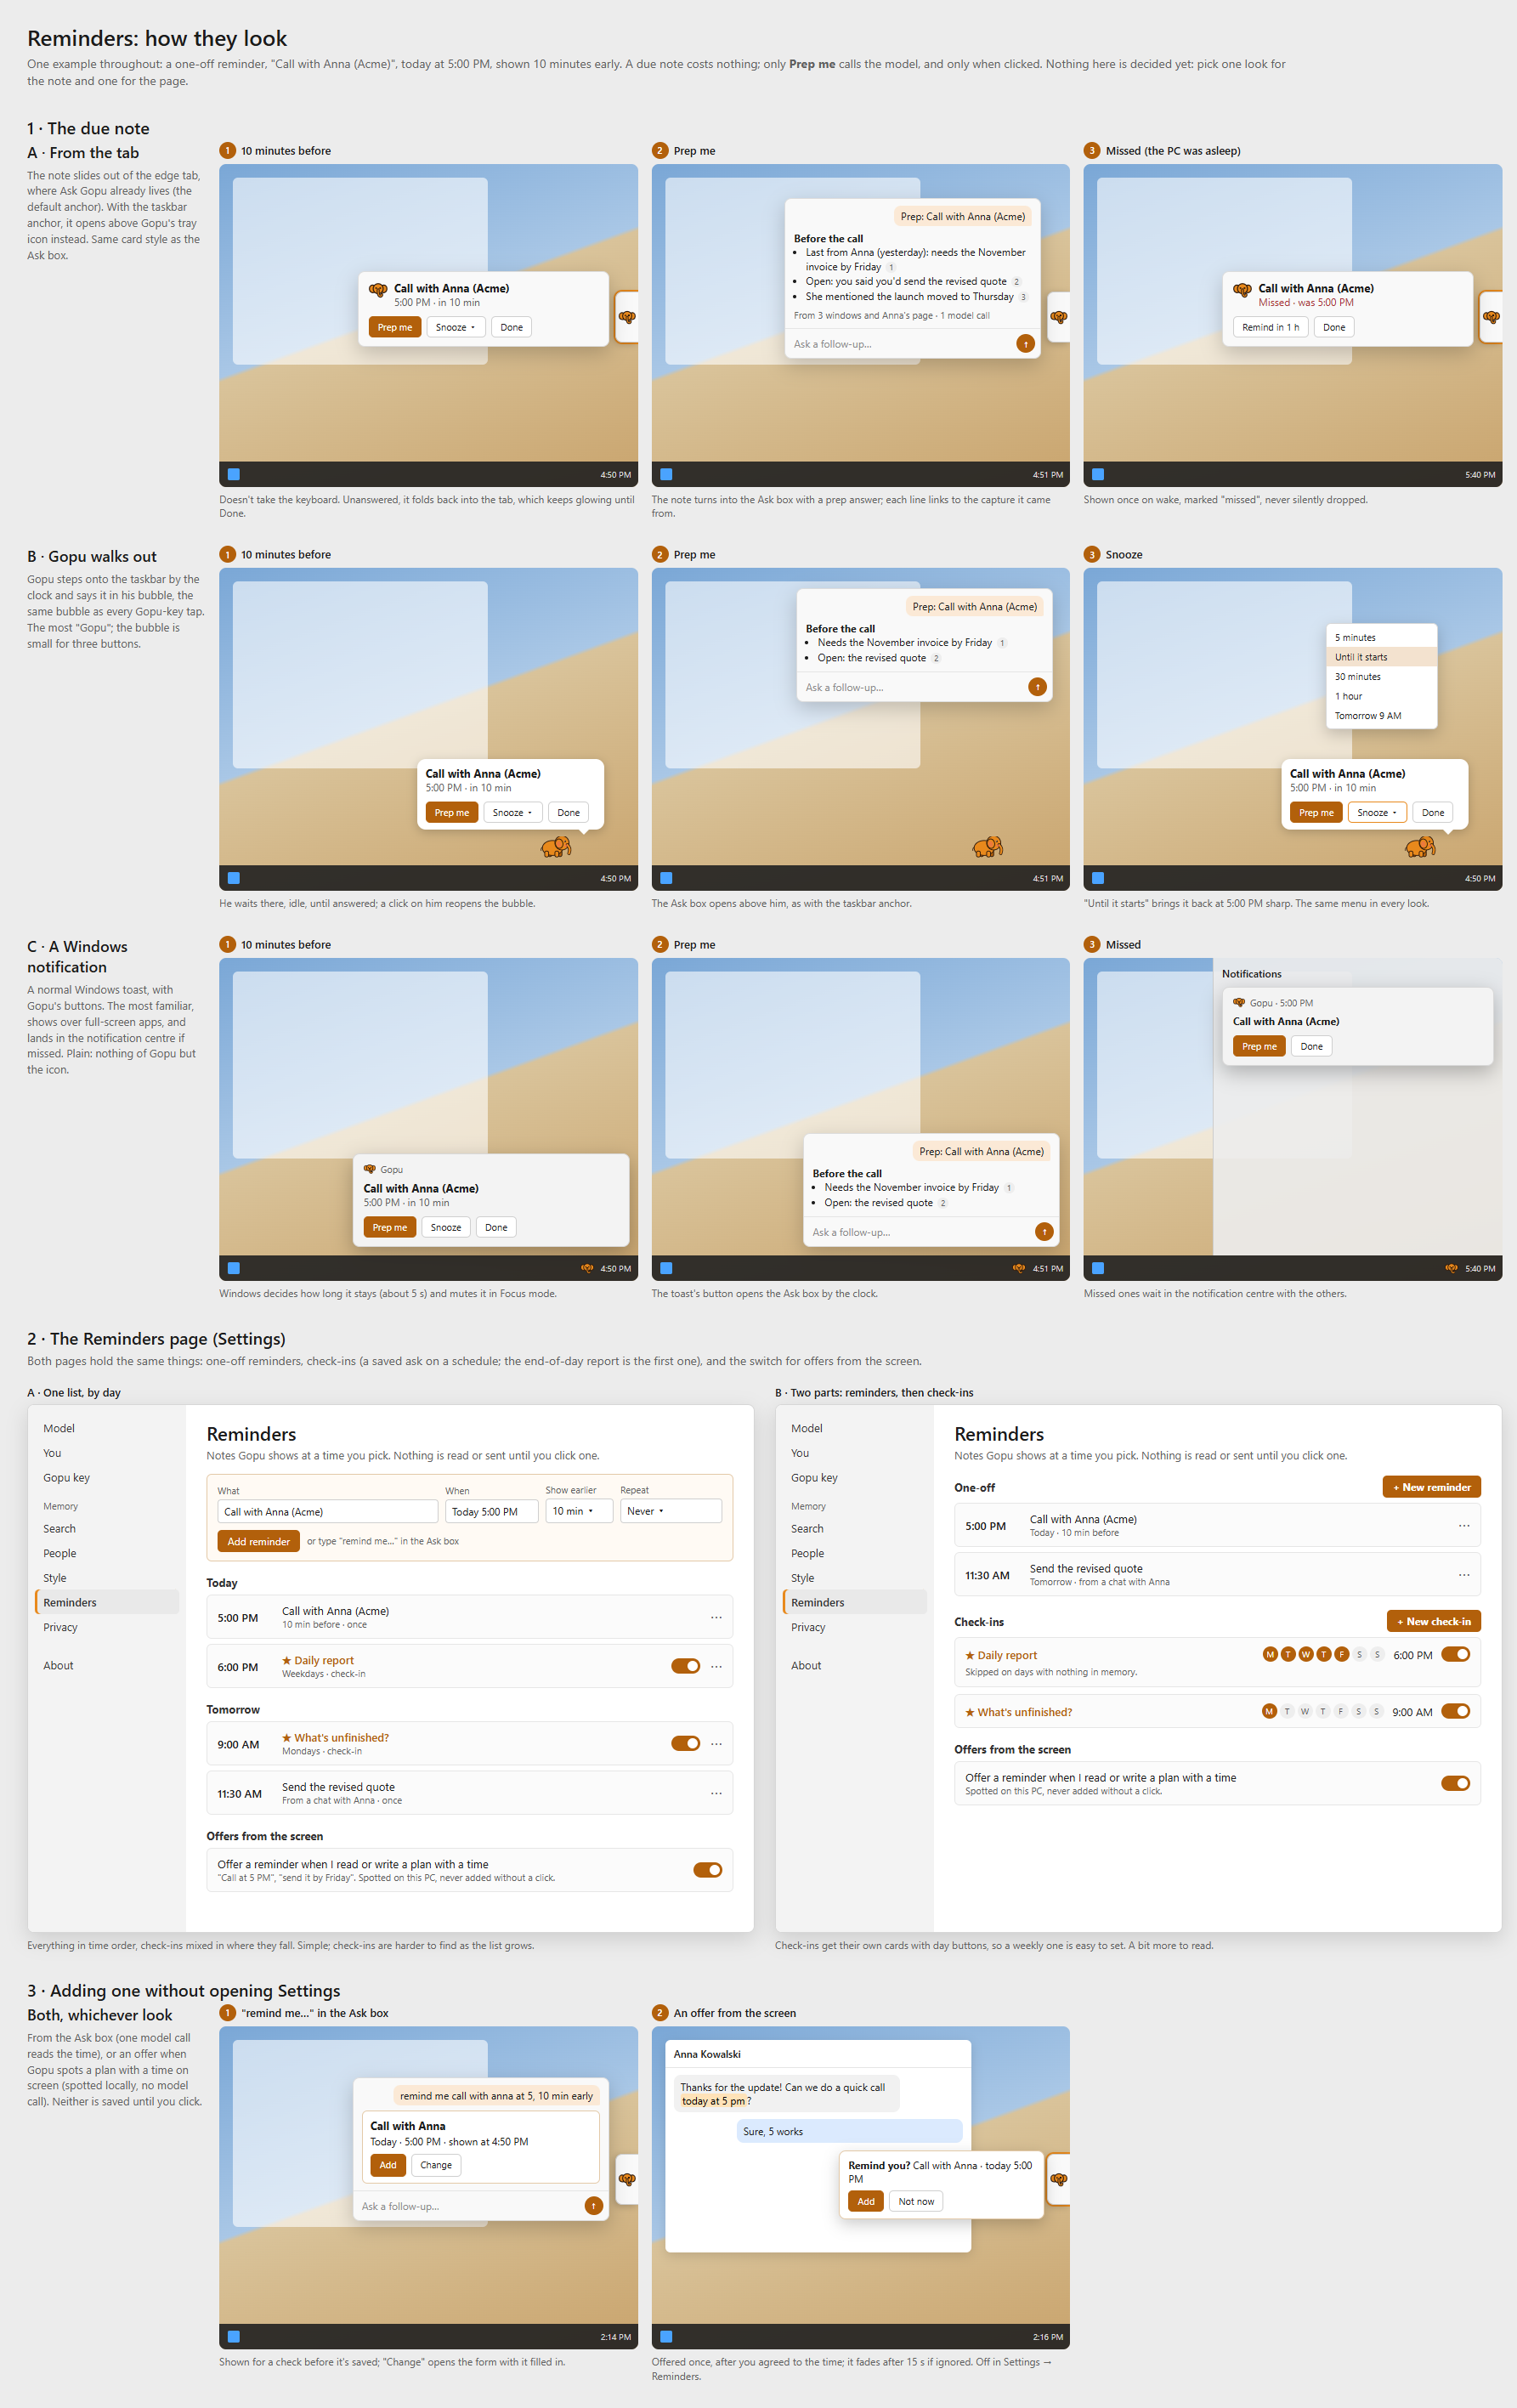 Reminders: how they look
One example throughout: a one-off reminder, "Call with Anna (Acme)", today at 5:00 PM, shown 10 minutes early. A due note costs nothing; only Prep me calls the model, and only when clicked. Nothing here is decided yet: pick one look for
the note and one for the page.
1 · The due note
A · From the tab
The note slides out of the edge tab,
where Ask Gopu already lives (the
default anchor). With the taskbar
anchor, it opens above Gopu's tray
icon instead. Same card style as the
Ask box.
1 10 minutes before
Call with Anna (Acme)
5:00 PM · in 10 min
Prep me Snooze Done
4:50 PM
Doesn't take the keyboard. Unanswered, it folds back into the tab, which keeps glowing until
Done.
2 Prep me
Prep: Call with Anna (Acme)
Before the call
• Last from Anna (yesterday): needs the November
invoice by Friday 1
• Open: you said you'd send the revised quote 2
• She mentioned the launch moved to Thursday 3
From 3 windows and Anna's page · 1 model call
Ask a follow-up... ↑
4:51 PM
The note turns into the Ask box with a prep answer; each line links to the capture it came
from.
3 Missed (the PC was asleep)
Call with Anna (Acme)
Missed · was 5:00 PM
Remind in 1 h Done
5:40 PM
Shown once on wake, marked "missed", never silently dropped.
B · Gopu walks out
Gopu steps onto the taskbar by the
clock and says it in his bubble, the
same bubble as every Gopu-key tap.
The most "Gopu"; the bubble is
small for three buttons.
1 10 minutes before
Call with Anna (Acme)
5:00 PM · in 10 min
Prep me Snooze Done
4:50 PM
He waits there, idle, until answered; a click on him reopens the bubble.
2 Prep me
Prep: Call with Anna (Acme)
Before the call
• Needs the November invoice by Friday 1
• Open: the revised quote 2
Ask a follow-up... ↑
4:51 PM
The Ask box opens above him, as with the taskbar anchor.
3 Snooze
5 minutes
Until it starts
30 minutes
1 hour
Tomorrow 9 AM
Call with Anna (Acme)
5:00 PM · in 10 min
Prep me Snooze Done
4:50 PM
"Until it starts" brings it back at 5:00 PM sharp. The same menu in every look.
C · A Windows
notification
A normal Windows toast, with
Gopu's buttons. The most familiar,
shows over full-screen apps, and
lands in the notification centre if
missed. Plain: nothing of Gopu but
the icon.
1 10 minutes before
Gopu
Call with Anna (Acme)
5:00 PM · in 10 min
Prep me Snooze Done
4:50 PM
Windows decides how long it stays (about 5 s) and mutes it in Focus mode.
2 Prep me
Prep: Call with Anna (Acme)
Before the call
• Needs the November invoice by Friday 1
• Open: the revised quote 2
Ask a follow-up... ↑
4:51 PM
The toast's button opens the Ask box by the clock.
3 Missed
Notifications
Gopu · 5:00 PM
Call with Anna (Acme)
Prep me Done
5:40 PM
Missed ones wait in the notification centre with the others.
2 · The Reminders page (Settings)
Both pages hold the same things: one-off reminders, check-ins (a saved ask on a schedule; the end-of-day report is the first one), and the switch for offers from the screen.
A · One list, by day
Model
You
Gopu key
Memory
Search
People
Style
Reminders
Privacy
About
Reminders
Notes Gopu shows at a time you pick. Nothing is read or sent until you click one.
What When Show earlier Repeat
Call with Anna (Acme) Today 5:00 PM 10 min Never
Add reminder or type "remind me..." in the Ask box
Today
5:00 PM Call with Anna (Acme) ···
10 min before · once
6:00 PM ★ Daily report ···
Weekdays · check-in
Tomorrow
9:00 AM ★ What's unfinished? ···
Mondays · check-in
11:30 AM Send the revised quote ···
From a chat with Anna · once
Offers from the screen
Offer a reminder when I read or write a plan with a time
"Call at 5 PM", "send it by Friday". Spotted on this PC, never added without a click.
Everything in time order, check-ins mixed in where they fall. Simple; check-ins are harder to find as the list grows.
B · Two parts: reminders, then check-ins
Model
You
Gopu key
Memory
Search
People
Style
Reminders
Privacy
About
Reminders
Notes Gopu shows at a time you pick. Nothing is read or sent until you click one.
One-off + New reminder
5:00 PM Call with Anna (Acme) ···
Today · 10 min before
11:30 AM Send the revised quote ···
Tomorrow · from a chat with Anna
Check-ins + New check-in
★ Daily report M T W T F S S 6:00 PM
Skipped on days with nothing in memory.
★ What's unfinished? M T W T F S S 9:00 AM
Offers from the screen
Offer a reminder when I read or write a plan with a time
Spotted on this PC, never added without a click.
Check-ins get their own cards with day buttons, so a weekly one is easy to set. A bit more to read.
3 · Adding one without opening Settings
Both, whichever look
From the Ask box (one model call
reads the time), or an offer when
Gopu spots a plan with a time on
screen (spotted locally, no model
call). Neither is saved until you click.
1 "remind me..." in the Ask box
remind me call with anna at 5, 10 min early
Call with Anna
Today · 5:00 PM · shown at 4:50 PM
Add Change
Ask a follow-up... ↑
2:14 PM
Shown for a check before it's saved; "Change" opens the form with it filled in.
2 An offer from the screen
Anna Kowalski
Thanks for the update! Can we do a quick call
today at 5 pm?
Sure, 5 works
Remind you? Call with Anna · today 5:00
PM
Add Not now
2:16 PM
Offered once, after you agreed to the time; it fades after 15 s if ignored. Off in Settings →
Reminders.